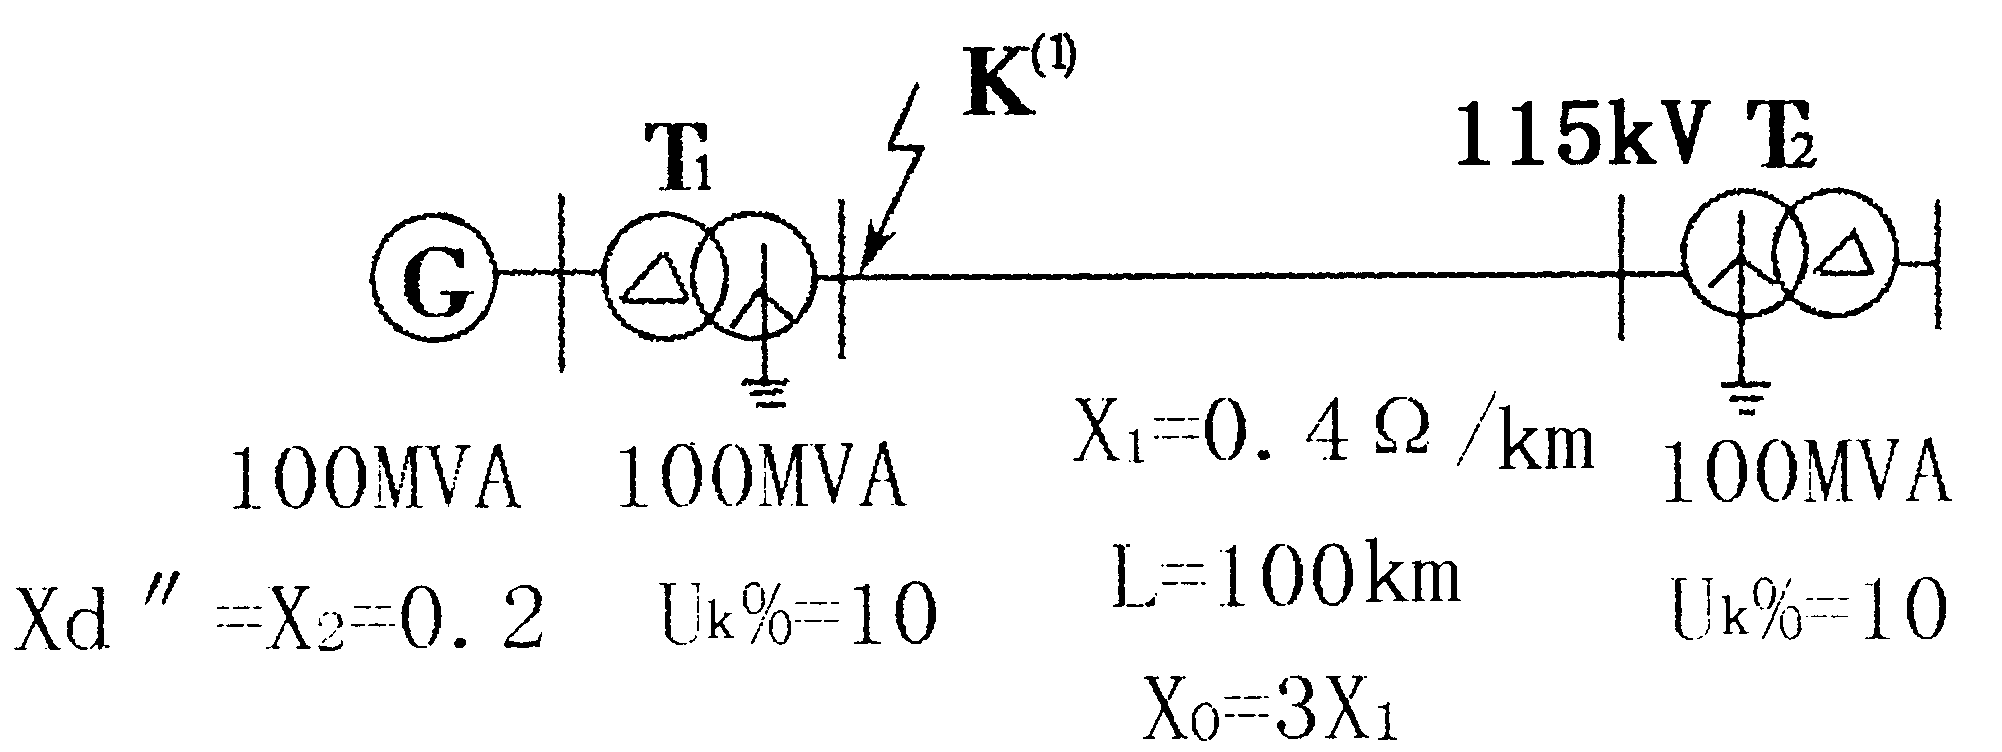 K⁽¹⁾
115kV T₂
T₁
G
100MVA 100MVA X₁=0.4Ω/km 100MVA
Xd″=X₂=0.2 Uk%=10 L=100km Uk%=10
X₀=3X₁